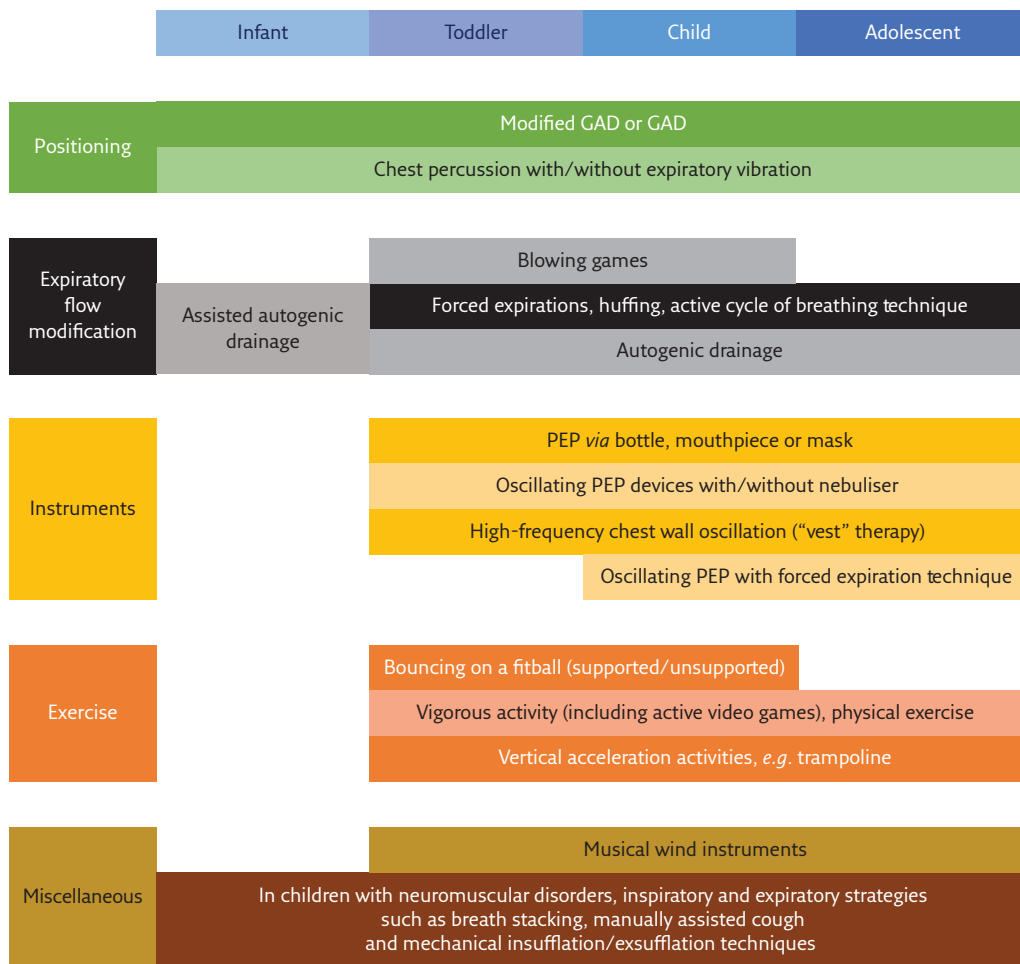 Infant
Toddler
Child
Adolescent
Positioning
Modified GAD or GAD
Chest percussion with/without expiratory vibration
Expiratory
flow
modification
Blowing games
Assisted autogenic
drainage
Forced expirations, huffing, active cycle of breathing technique
Autogenic drainage
Instruments
PEP via bottle, mouthpiece or mask
Oscillating PEP devices with/without nebuliser
High-frequency chest wall oscillation (“vest” therapy)
Oscillating PEP with forced expiration technique
Exercise
Bouncing on a fitball (supported/unsupported)
Vigorous activity (including active video games), physical exercise
Vertical acceleration activities, e.g. trampoline
Miscellaneous
Musical wind instruments
In children with neuromuscular disorders, inspiratory and expiratory strategies
such as breath stacking, manually assisted cough
and mechanical insufflation/exsufflation techniques